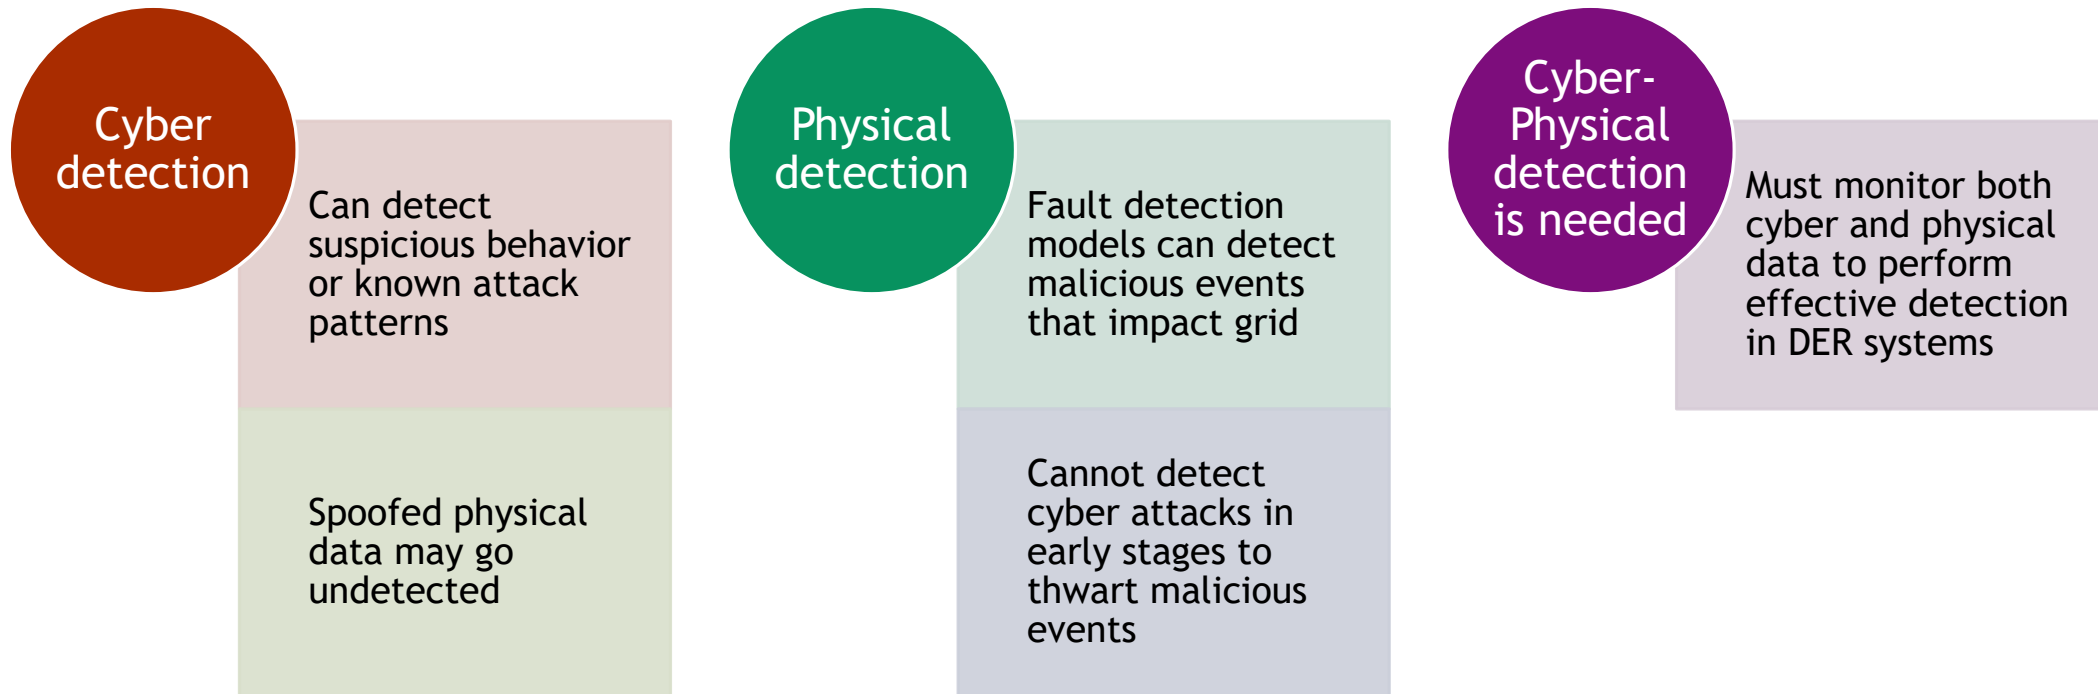 Cyber
detection
Can detect
suspicious behavior
or known attack
patterns
Spoofed physical
data may go
undetected
Physical
detection
Fault detection
models can detect
malicious events
that impact grid
Cannot detect
cyber attacks in
early stages to
thwart malicious
events
Cyber-
Physical
detection
is needed
Must monitor both
cyber and physical
data to perform
effective detection
in DER systems